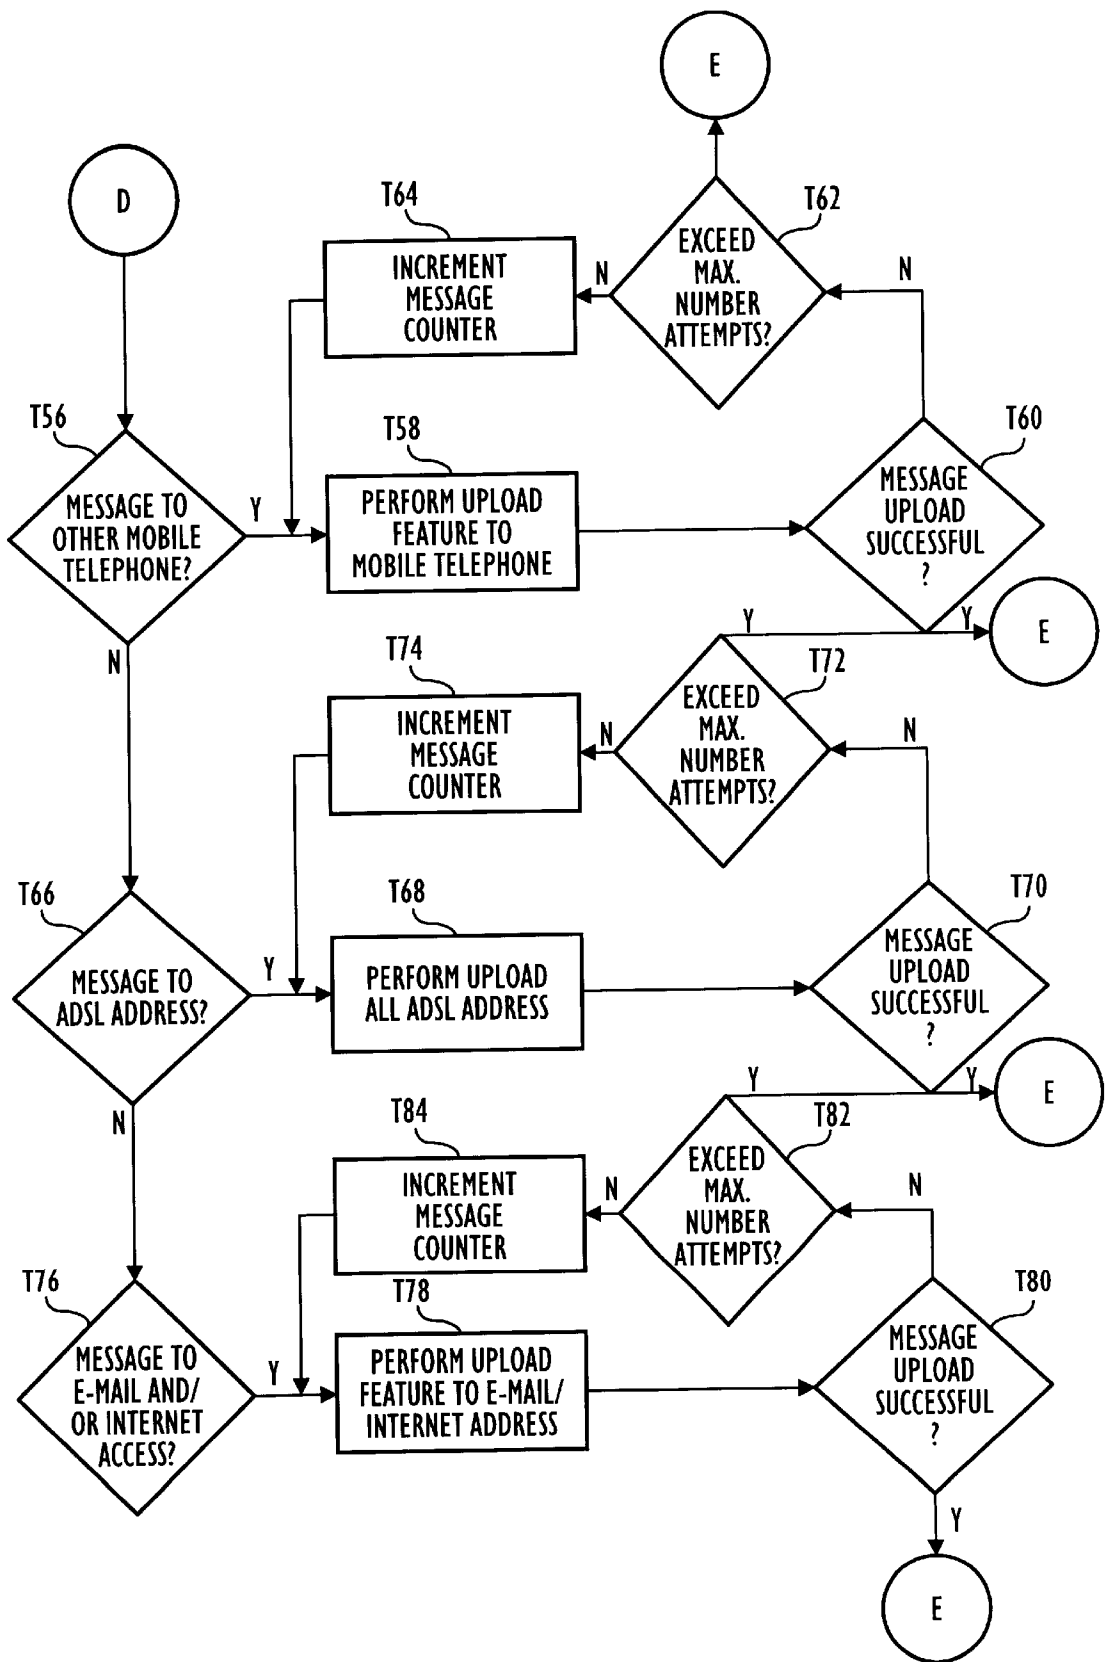 E
D
T64
T62
INCREMENT
MESSAGE
COUNTER
N
EXCEED
MAX.
NUMBER
ATTEMPTS?
N
T56
T58
T60
MESSAGE TO
OTHER MOBILE
TELEPHONE?
Y
PERFORM UPLOAD
FEATURE TO
MOBILE TELEPHONE
MESSAGE
UPLOAD
SUCCESSFUL
?
Y
Y
E
N
T74
T72
INCREMENT
MESSAGE
COUNTER
N
EXCEED
MAX.
NUMBER
ATTEMPTS?
N
T66
T68
T70
MESSAGE TO
ADSL ADDRESS?
Y
PERFORM UPLOAD
ALL ADSL ADDRESS
MESSAGE
UPLOAD
SUCCESSFUL
?
Y
Y
E
N
T84
T82
INCREMENT
MESSAGE
COUNTER
N
EXCEED
MAX.
NUMBER
ATTEMPTS?
N
T76
T78
T80
MESSAGE TO
E-MAIL AND/
OR INTERNET
ACCESS?
Y
PERFORM UPLOAD
FEATURE TO E-MAIL/
INTERNET ADDRESS
MESSAGE
UPLOAD
SUCCESSFUL
?
Y
E